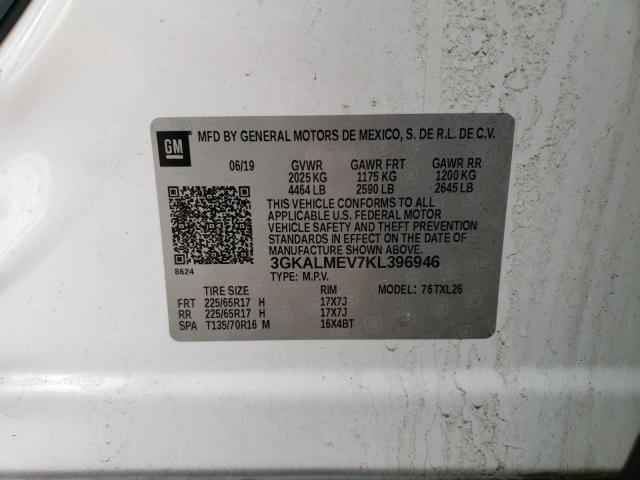 GM
MFD BY GENERAL MOTORS DE MEXICO, S. DE R.L. DE C.V.
06/19 GVWR GAWR FRT GAWR RR
2025 KG 1175 KG 1200 KG
4464 LB 2590 LB 2645 LB
THIS VEHICLE CONFORMS TO ALL
APPLICABLE U.S. FEDERAL MOTOR
VEHICLE SAFETY AND THEFT PREVENTION
STANDARDS IN EFFECT ON THE DATE OF
MANUFACTURE SHOWN ABOVE.
8624
3GKALMEV7KL396946
TYPE: M.P.V.
TIRE SIZE RIM MODEL: 76TXL26
FRT 225/65R17 H 17X7J
RR 225/65R17 H 17X7J
SPA T135/70R16 M 16X4BT